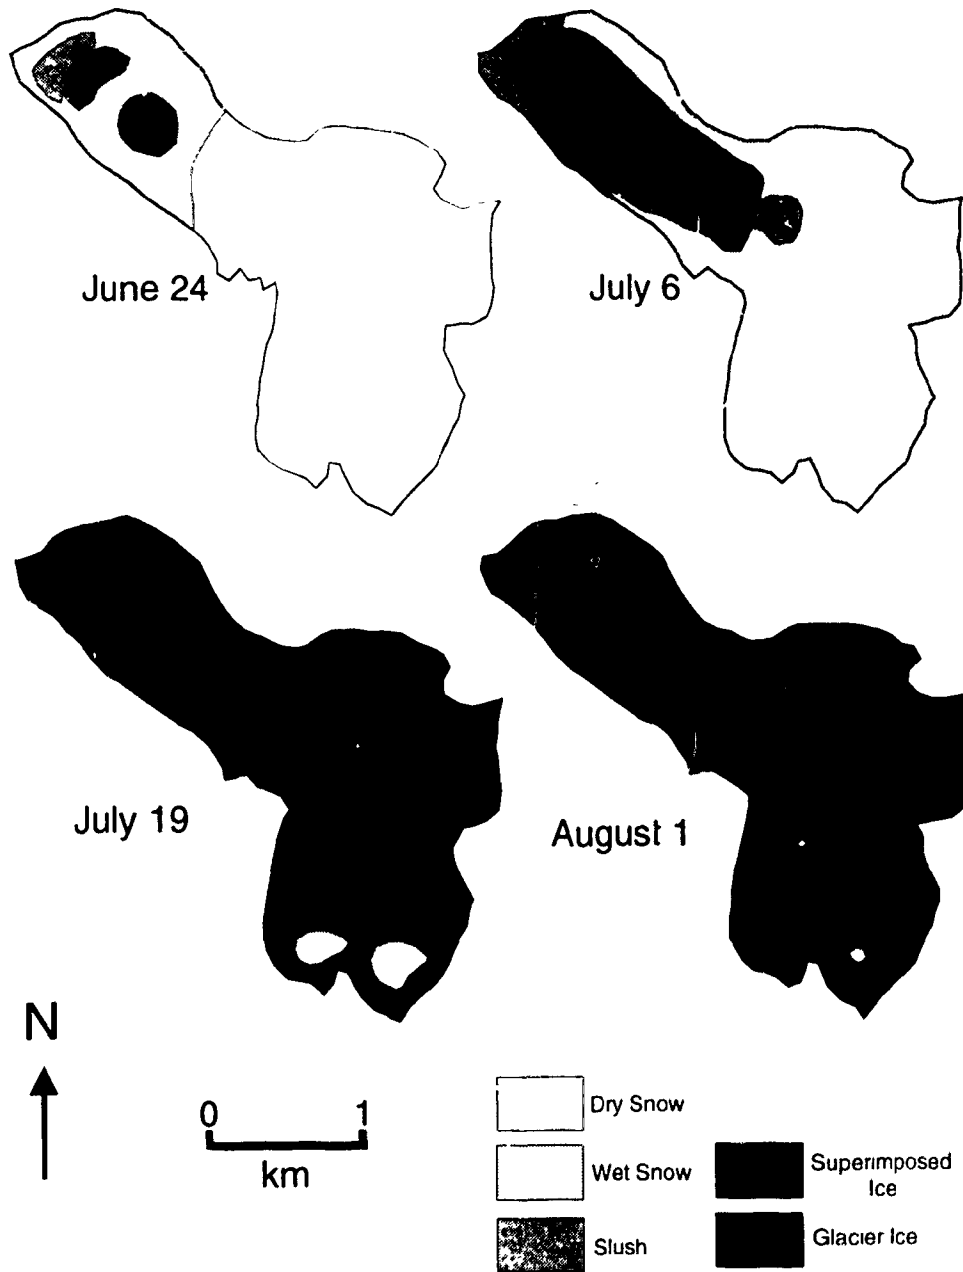 June 24
July 6
July 19
August 1
N
0 1
km
Dry Snow
Wet Snow
Slush
Superimposed
Ice
Glacier Ice